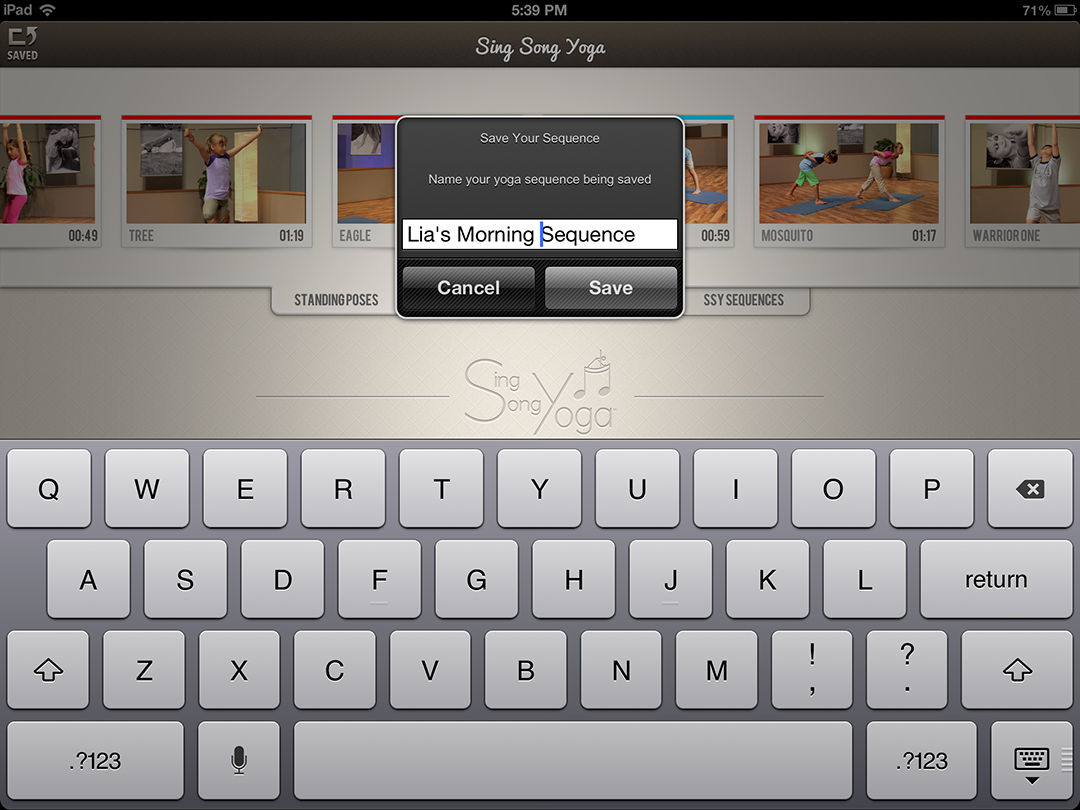 iPad 5:39 PM 71%
SAVED
Sing Song Yoga
Save Your Sequence
Name your yoga sequence being saved
Lia's Morning Sequence
Cancel Save
00:49 TREE 01:19 EAGLE 00:59 MOSQUITO 01:17 WARRIOR ONE
STANDING POSES SSY SEQUENCES
Sing
Song
Yoga
Q W E R T Y U I O P
A S D F G H J K L return
Z X C V B N M ! , ? .
.?123 .?123